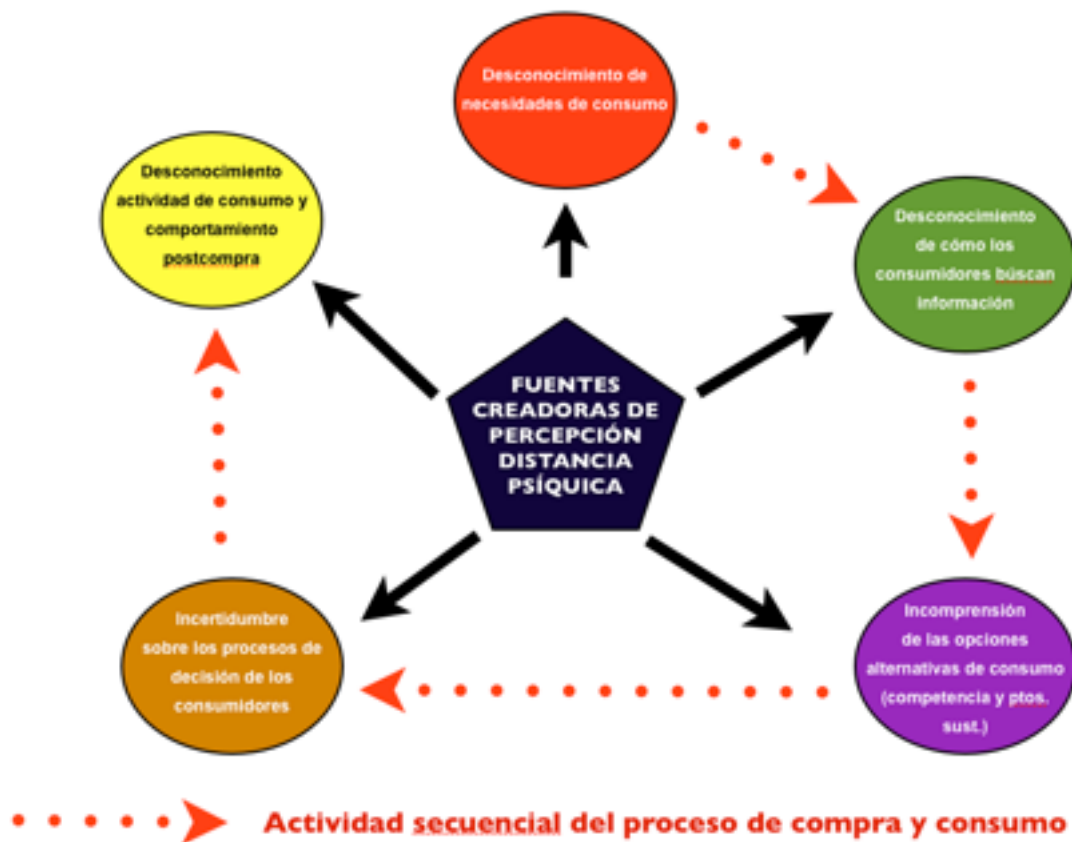 Desconocimiento de
necesidades de consumo
Desconocimiento
actividad de consumo y
comportamiento
postcompra
Desconocimiento
de cómo los
consumidores búscan
información
FUENTES
CREADORAS DE
PERCEPCIÓN
DISTANCIA
PSÍQUICA
Incertidumbre
sobre los procesos de
decisión de los
consumidores
Incomprensión
de las opciones
alternativas de consumo
(competencia y ptos.
sust.)
Actividad secuencial del proceso de compra y consumo